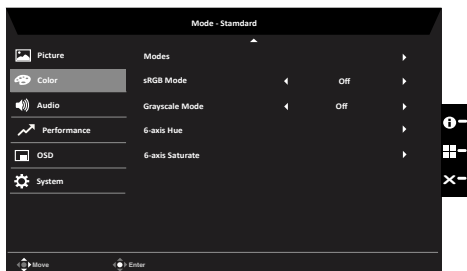 Mode - Stamdard
Picture
Color
Audio
Performance
OSD
System
Modes
sRGB Mode Off
Grayscale Mode Off
6-axis Hue
6-axis Saturate
Move Enter